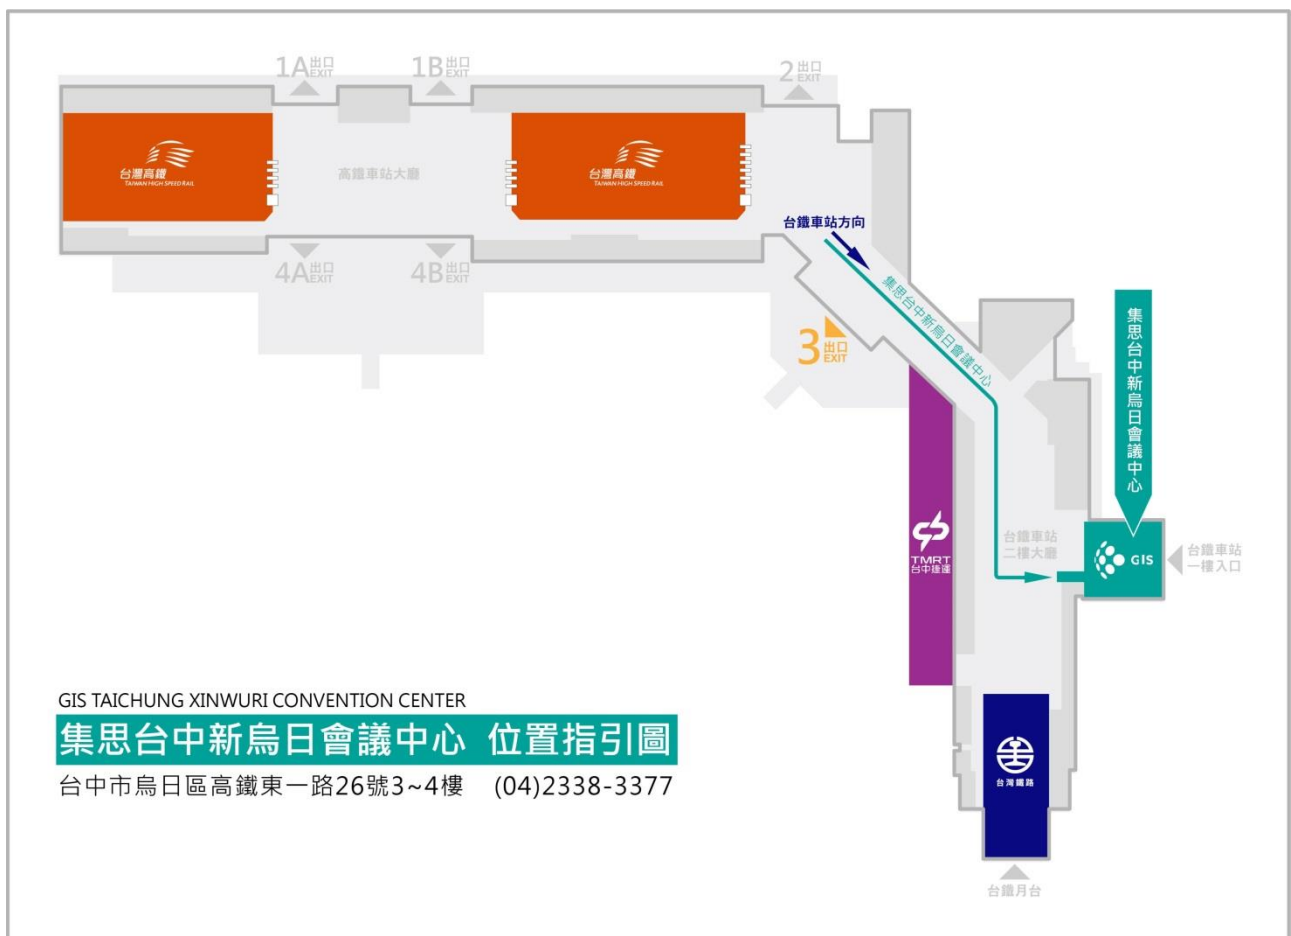 1A出口
EXIT
1B出口
EXIT
2出口
EXIT
台灣高鐵
TAIWAN HIGH SPEED RAIL
高鐵車站大廳
台灣高鐵
TAIWAN HIGH SPEED RAIL
台鐵車站方向
4A出口
EXIT
4B出口
EXIT
集思台中新烏日會議中心
3出口
EXIT
集思台中新烏日會議中心
TMRT
台中捷運
台鐵車站
二樓大廳
GIS
台鐵車站
一樓入口
GIS TAICHUNG XINWURI CONVENTION CENTER
集思台中新烏日會議中心 位置指引圖
台中市烏日區高鐵東一路26號3~4樓 (04)2338-3377
台灣鐵路
台鐵月台